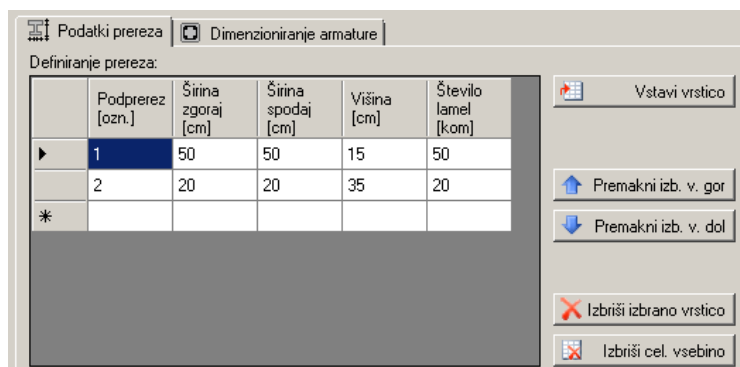 Podatki prereza Dimenzioniranje armature
Definiranje prereza:
Podprerez [ozn.] Širina zgoraj [cm] Širina spodaj [cm] Višina [cm] Število lamel [kom]
1 50 50 15 50
2 20 20 35 20
Vstavi vrstico
Premakni izb. v. gor
Premakni izb. v. dol
Izbriši izbrano vrstico
Izbriši cel. vsebino